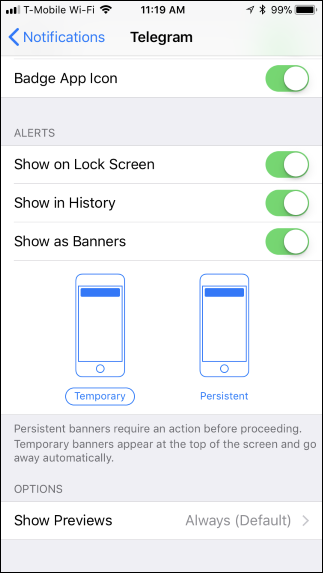 T-Mobile Wi-Fi 11:19 AM 99%
Notifications Telegram
Badge App Icon
ALERTS
Show on Lock Screen
Show in History
Show as Banners
Temporary Persistent
Persistent banners require an action before proceeding.
Temporary banners appear at the top of the screen and go
away automatically.
OPTIONS
Show Previews Always (Default)